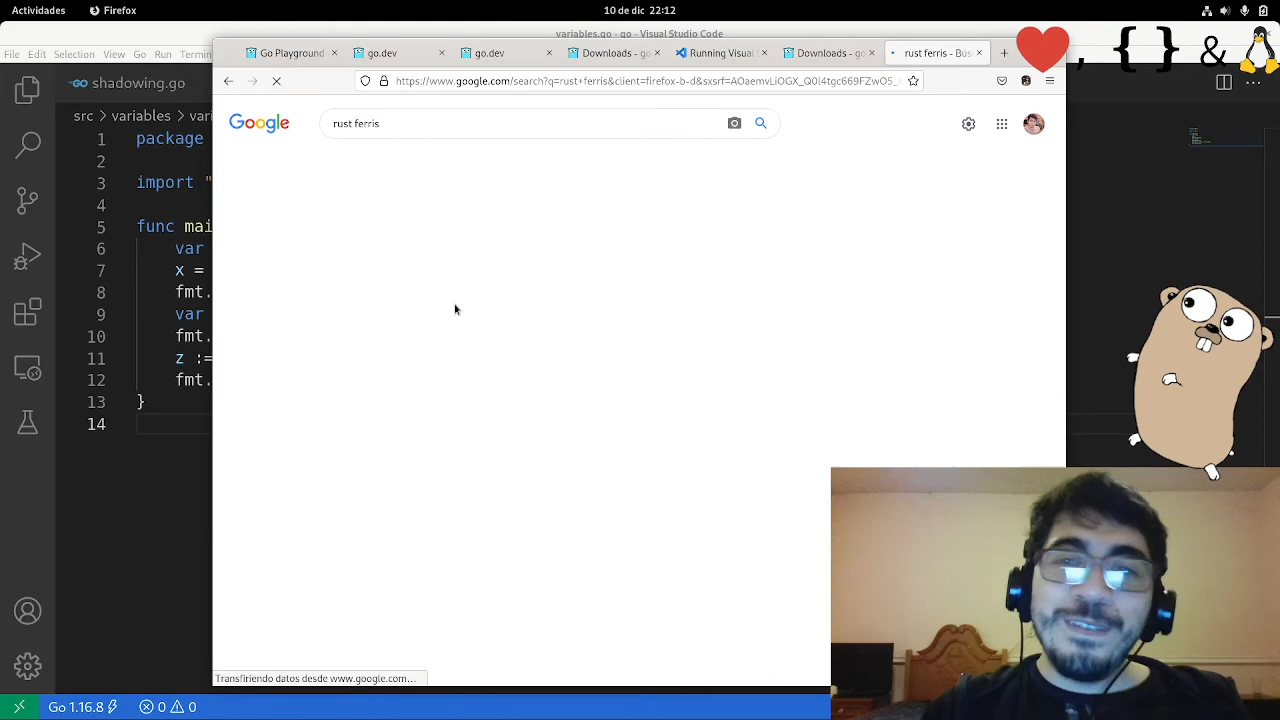 Actividades
Firefox
10 de dic 22:12
variables.go - go - Visual Studio Code
File Edit Selection View Go Run
Go Playground
go.dev
go.dev
Downloads - go
Running Visual
Downloads - go
rust ferris - Bús
, { } &
https://www.google.com/search?q=rust+ferris&client=firefox-b-d&sxsrf=
shadowing.go
Google
rust ferris
src > variables >
1 package
2
3 import "
4
5 func mai
6 var
7 x =
8 fmt.
9 var
10 fmt.
11 z :=
12 fmt.
13 }
14
Transfiriendo datos desde www.google.com...
Go 1.16.8
0 0